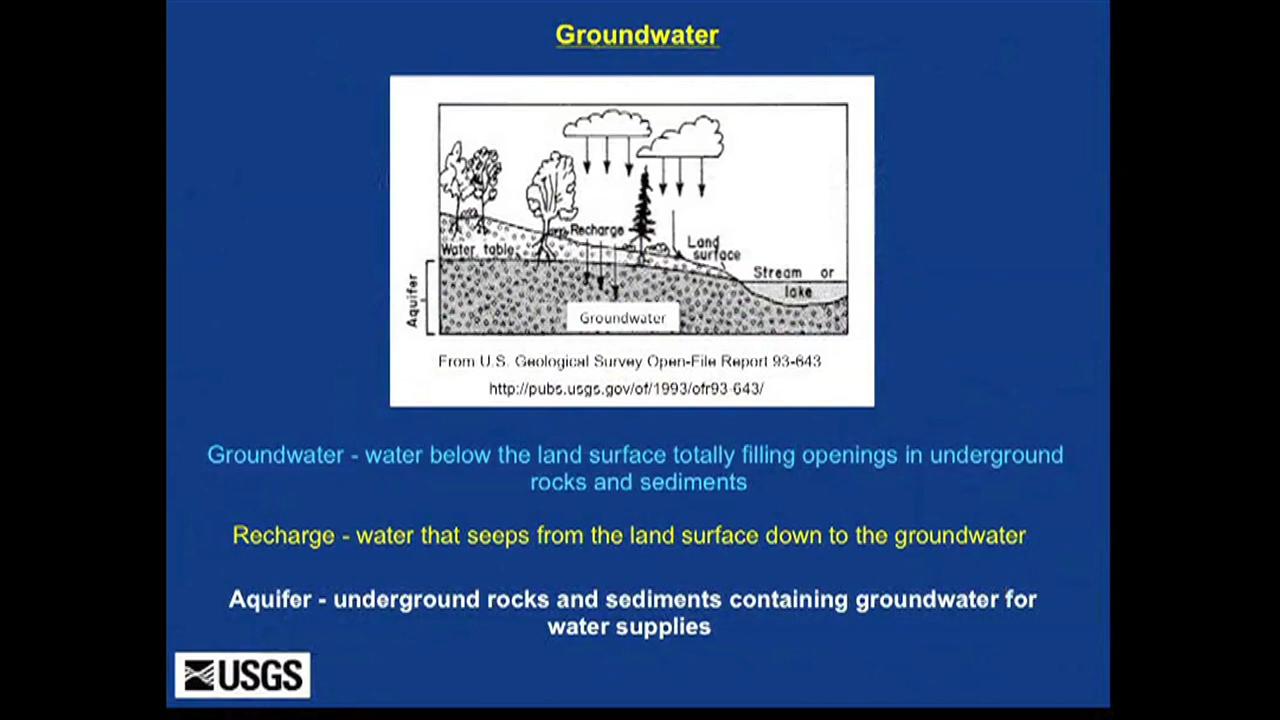 Groundwater
Recharge
Land
surface
Water table
Stream or
lake
Aquifer
Groundwater
From U.S. Geological Survey Open-File Report 93-643
http://pubs.usgs.gov/of/1993/ofr93-643/
Groundwater - water below the land surface totally filling openings in underground
rocks and sediments
Recharge - water that seeps from the land surface down to the groundwater
Aquifer - underground rocks and sediments containing groundwater for
water supplies
USGS